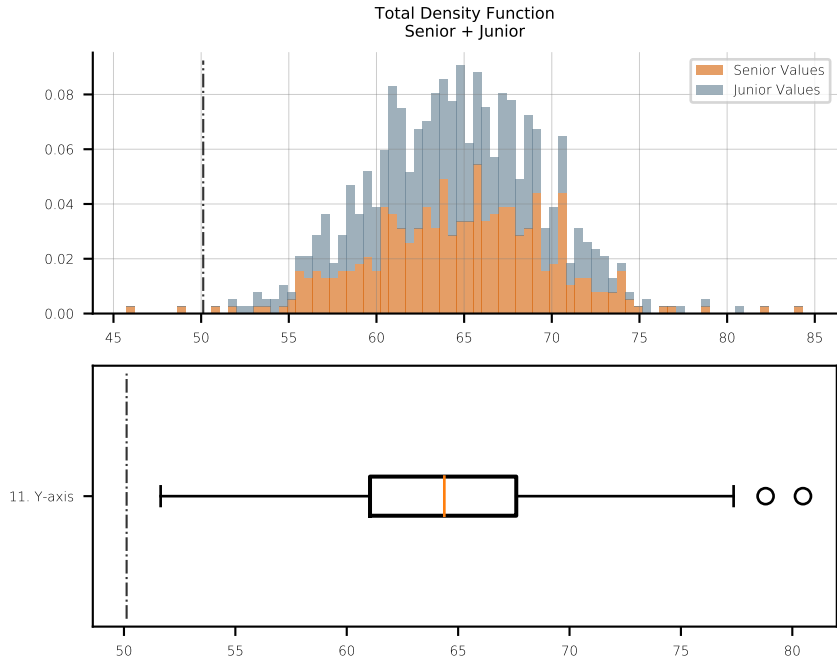 Total Density Function
Senior + Junior
Senior Values
Junior Values
0.08
0.06
0.04
0.02
0.00
45 50 55 60 65 70 75 80 85
11. Y-axis
50 55 60 65 70 75 80